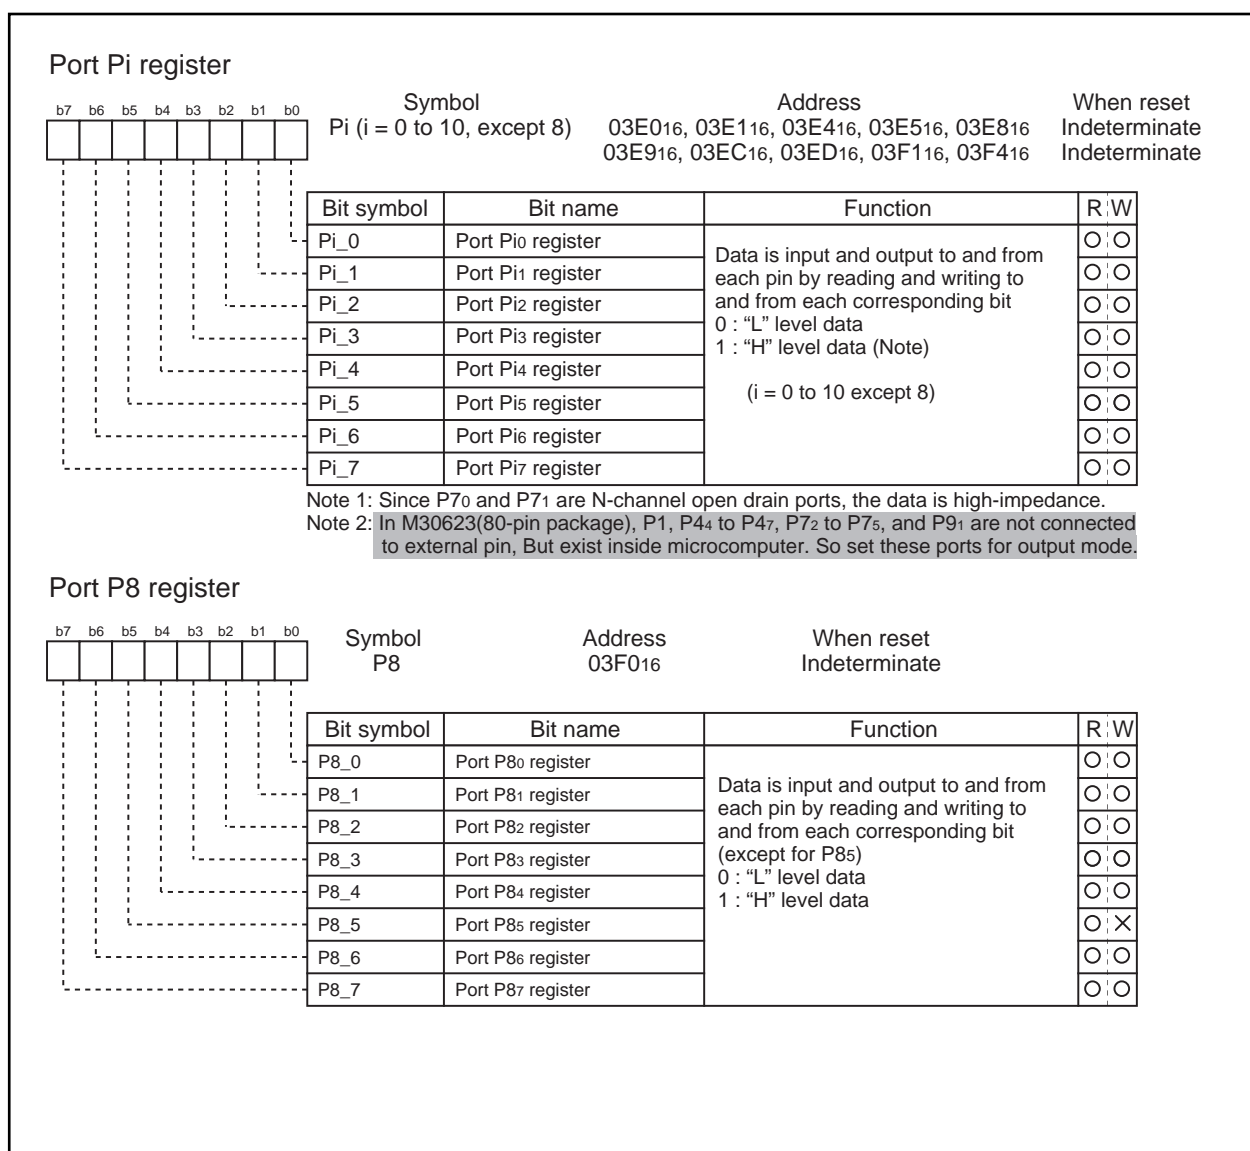 Port Pi register
b7 b6 b5 b4 b3 b2 b1 b0
Symbol Address When reset
Pi (i = 0 to 10, except 8) 03E016, 03E116, 03E416, 03E516, 03E816 Indeterminate
03E916, 03EC16, 03ED16, 03F116, 03F416 Indeterminate
Bit symbol Bit name Function R W
Pi_0 Port Pi0 register
Pi_1 Port Pi1 register
Pi_2 Port Pi2 register
Pi_3 Port Pi3 register
Pi_4 Port Pi4 register
Pi_5 Port Pi5 register
Pi_6 Port Pi6 register
Pi_7 Port Pi7 register
Data is input and output to and from
each pin by reading and writing to
and from each corresponding bit
0 : “L” level data
1 : “H” level data (Note)
(i = 0 to 10 except 8)
Note 1: Since P70 and P71 are N-channel open drain ports, the data is high-impedance.
Note 2: In M30623(80-pin package), P1, P44 to P47, P72 to P75, and P91 are not connected
to external pin, But exist inside microcomputer. So set these ports for output mode.
Port P8 register
b7 b6 b5 b4 b3 b2 b1 b0
Symbol Address When reset
P8 03F016 Indeterminate
Bit symbol Bit name Function R W
P8_0 Port P80 register
P8_1 Port P81 register
P8_2 Port P82 register
P8_3 Port P83 register
P8_4 Port P84 register
P8_5 Port P85 register
P8_6 Port P86 register
P8_7 Port P87 register
Data is input and output to and from
each pin by reading and writing to
and from each corresponding bit
(except for P85)
0 : “L” level data
1 : “H” level data